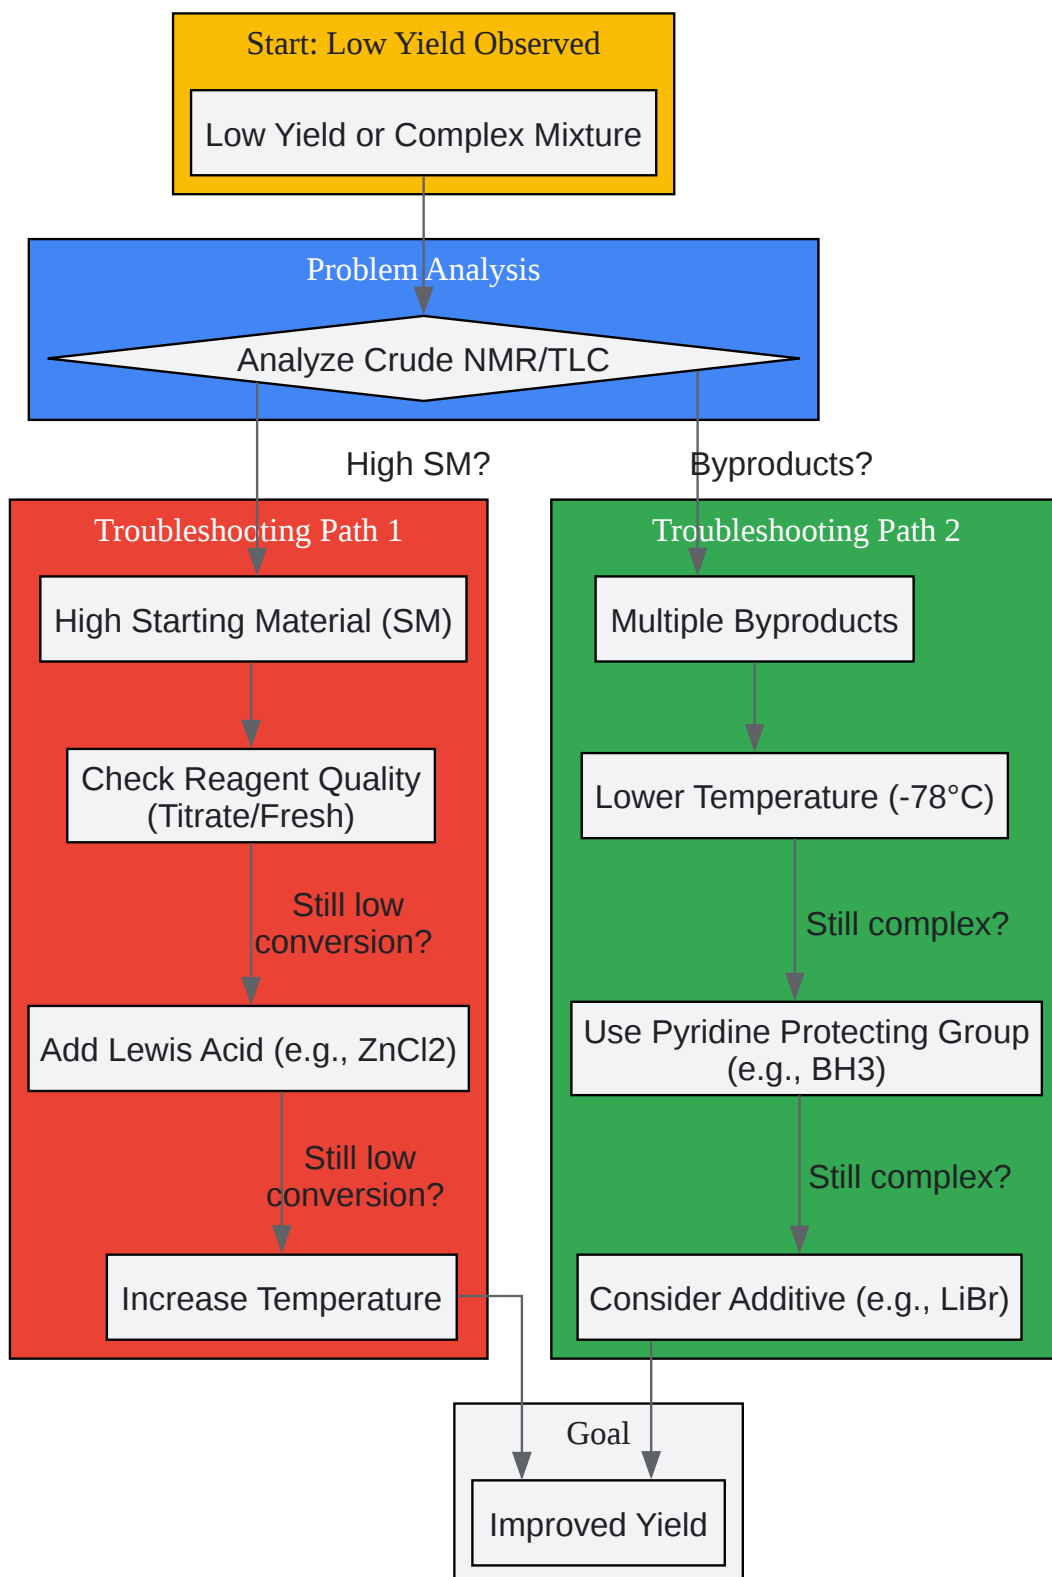 Start: Low Yield Observed
Low Yield or Complex Mixture
Problem Analysis
Analyze Crude NMR/TLC
High SM?
Byproducts?
Troubleshooting Path 1
High Starting Material (SM)
Check Reagent Quality
(Titrate/Fresh)
Still low
conversion?
Add Lewis Acid (e.g., ZnCl2)
Still low
conversion?
Increase Temperature
Troubleshooting Path 2
Multiple Byproducts
Lower Temperature (-78°C)
Still complex?
Use Pyridine Protecting Group
(e.g., BH3)
Still complex?
Consider Additive (e.g., LiBr)
Goal
Improved Yield